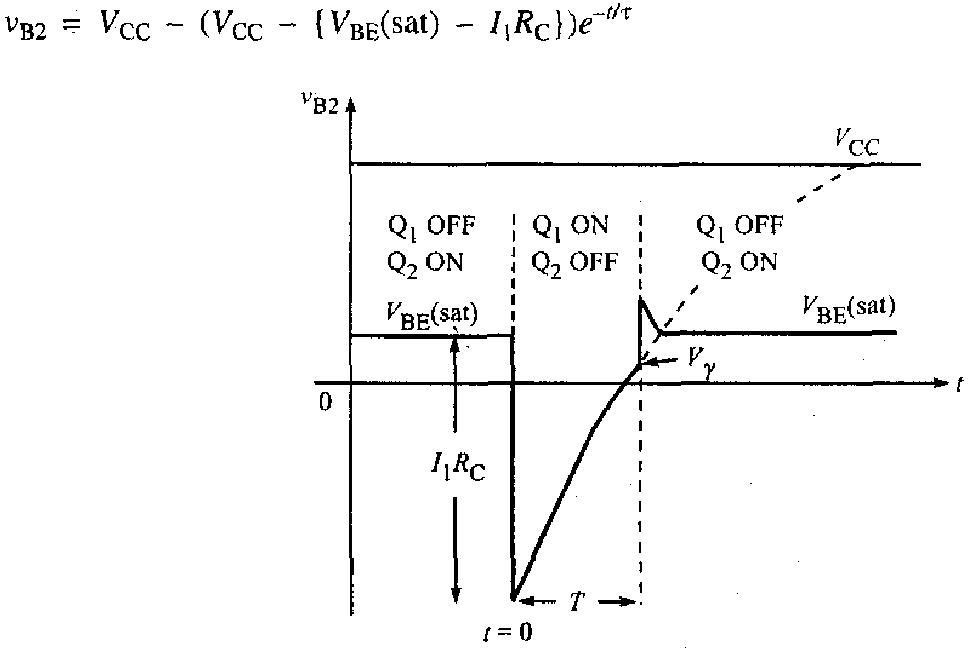 v_B2 = V_CC − (V_CC − {V_BE(sat) − I_1R_C})e^−t/τ
v_B2
V_CC
Q_1 OFF Q_1 ON Q_1 OFF
Q_2 ON Q_2 OFF Q_2 ON
V_BE(sat) V_BE(sat)
V_γ
0 t
I_1R_C
T
t = 0